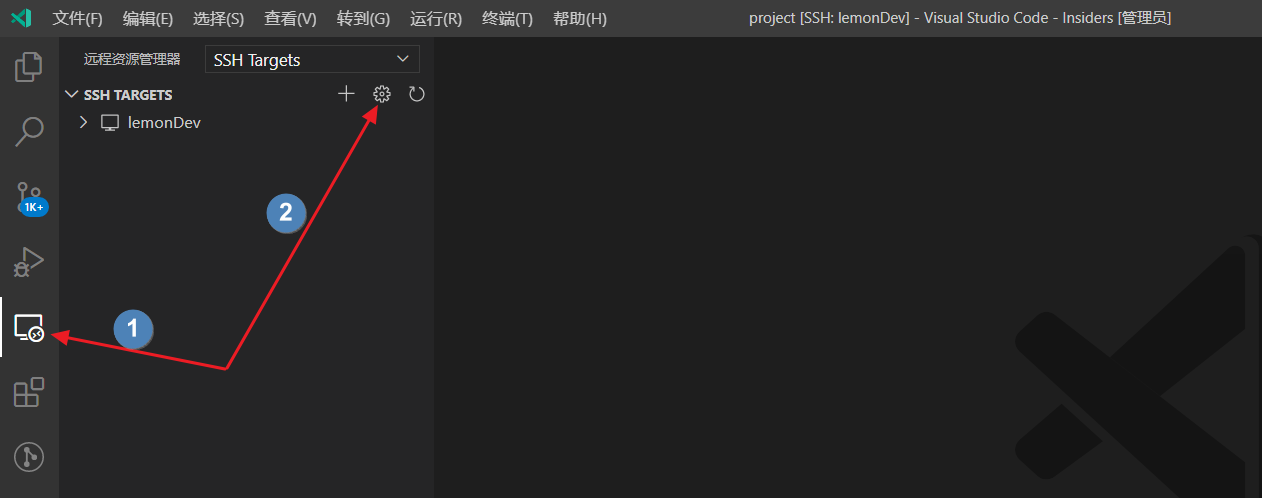 文件(F) 编辑(E) 选择(S) 查看(V) 转到(G) 运行(R) 终端(T) 帮助(H) project [SSH: lemonDev] - Visual Studio Code - Insiders [管理员]
远程资源管理器 SSH Targets
SSH TARGETS
lemonDev
1K+
2
1